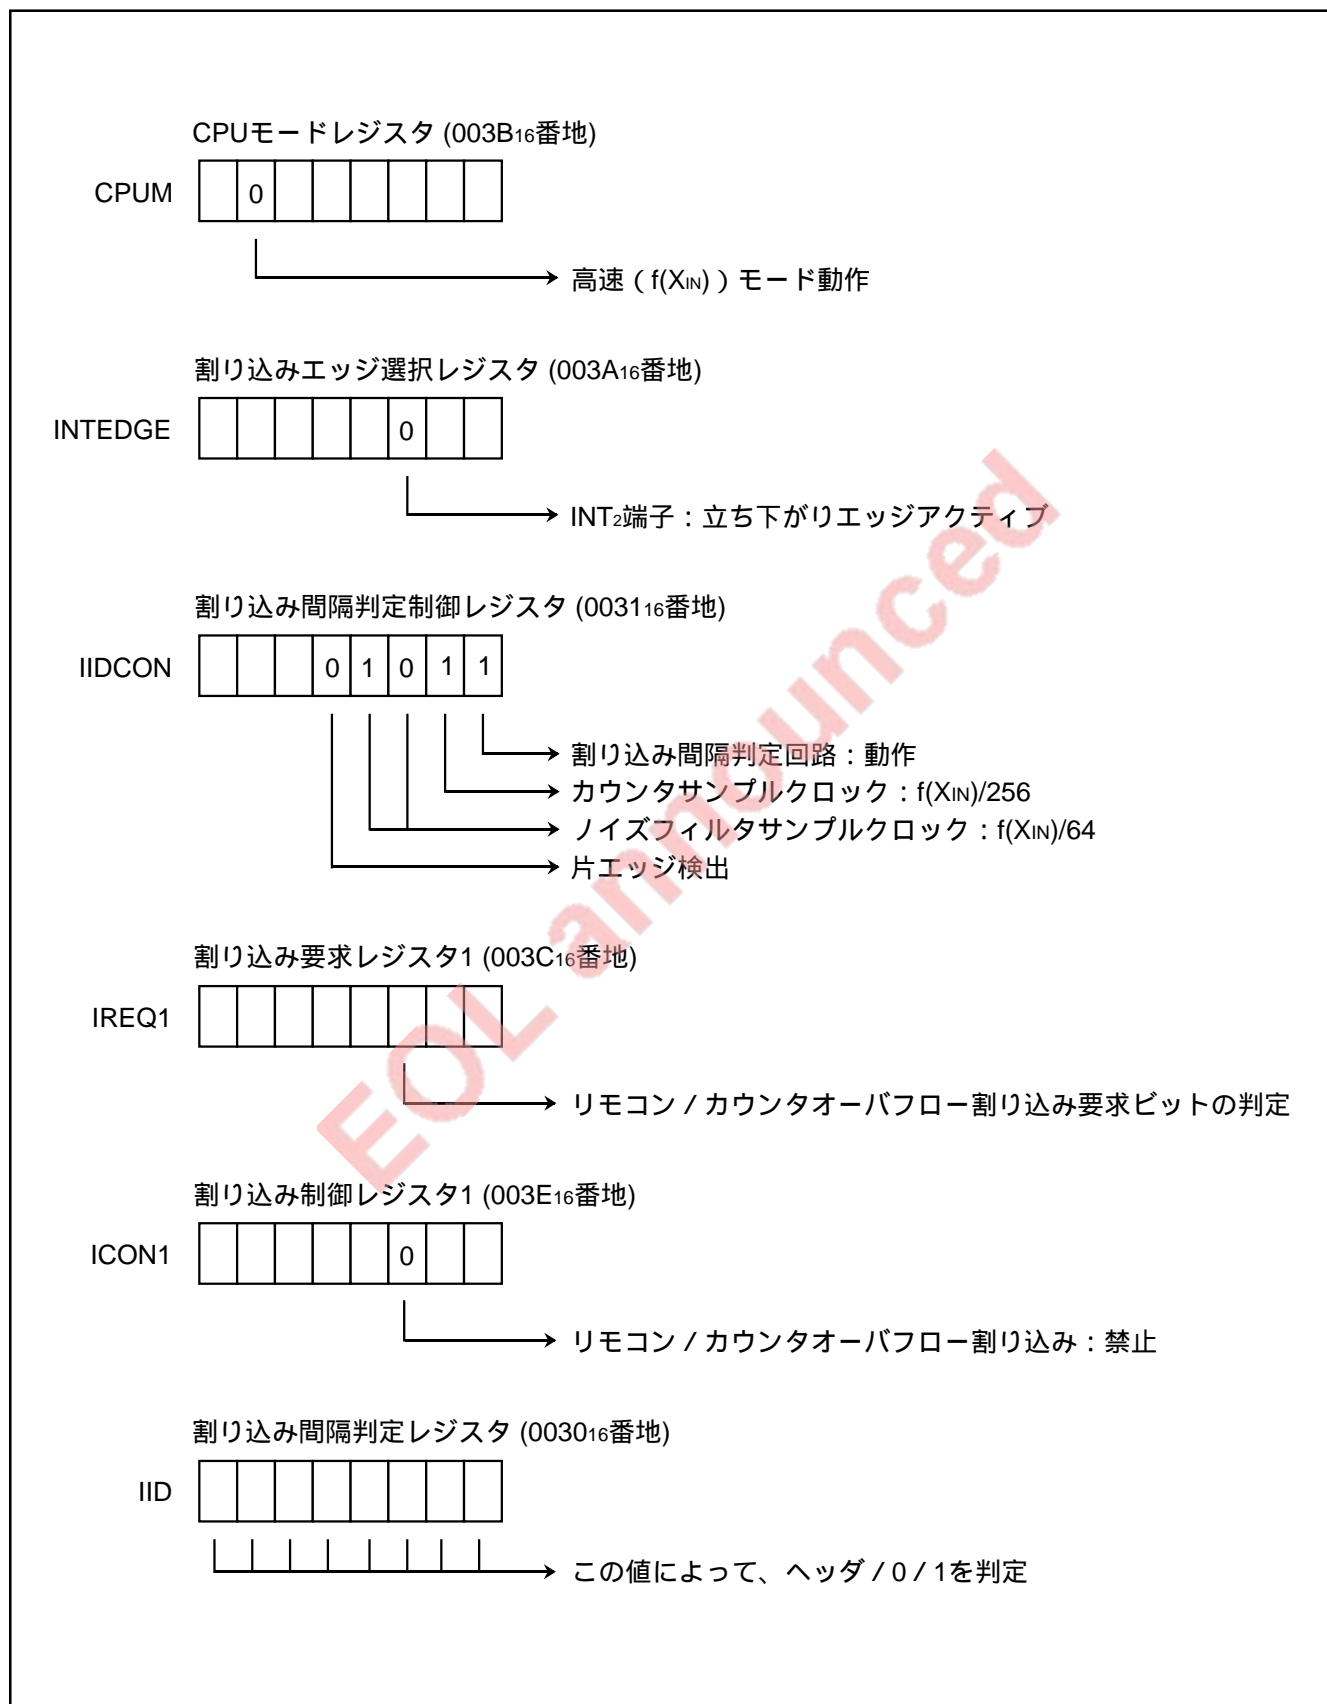 CPUモードレジスタ (003B16番地)
CPUM 0
高速（f(XIN)）モード動作
割り込みエッジ選択レジスタ (003A16番地)
INTEDGE 0
INT2端子：立ち下がりエッジアクティブ
割り込み間隔判定制御レジスタ (003116番地)
IIDCON 0 1 0 1 1
割り込み間隔判定回路：動作
カウンタサンプルクロック：f(XIN)/256
ノイズフィルタサンプルクロック：f(XIN)/64
片エッジ検出
割り込み要求レジスタ1 (003C16番地)
IREQ1
リモコン／カウンタオーバフロー割り込み要求ビットの判定
割り込み制御レジスタ1 (003E16番地)
ICON1 0
リモコン／カウンタオーバフロー割り込み：禁止
割り込み間隔判定レジスタ (003016番地)
IID
この値によって、ヘッダ／0／1を判定
EOL announced